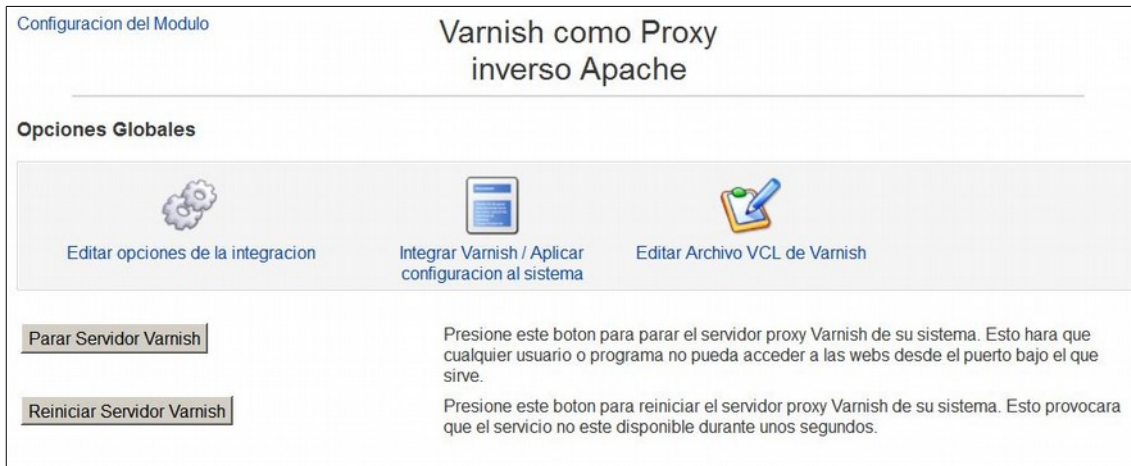 Configuracion del Modulo
Varnish como Proxy
inverso Apache
Opciones Globales
Editar opciones de la integracion
Integrar Varnish / Aplicar
configuracion al sistema
Editar Archivo VCL de Varnish
Parar Servidor Varnish
Presione este boton para parar el servidor proxy Varnish de su sistema. Esto hara que
cualquier usuario o programa no pueda acceder a las webs desde el puerto bajo el que
sirve.
Reiniciar Servidor Varnish
Presione este boton para reiniciar el servidor proxy Varnish de su sistema. Esto provocara
que el servicio no este disponible durante unos segundos.